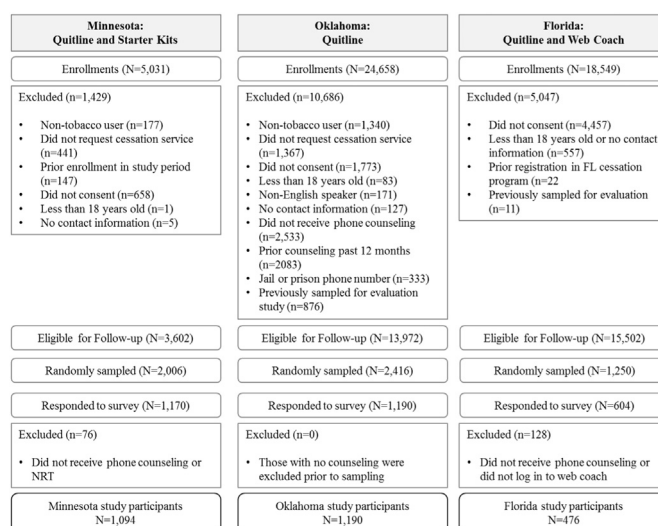 Minnesota:
Quitline and Starter Kits
Enrollments (N=5,031)
Excluded (n=1,429)
• Non-tobacco user (n=177)
• Did not request cessation service
(n=441)
• Prior enrollment in study period
(n=147)
• Did not consent (n=658)
• Less than 18 years old (n=1)
• No contact information (n=5)
Eligible for Follow-up (N=3,602)
Randomly sampled (N=2,006)
Responded to survey (N=1,170)
Excluded (n=76)
• Did not receive phone counseling or
NRT
Minnesota study participants
N=1,094
Oklahoma:
Quitline
Enrollments (N=24,658)
Excluded (n=10,686)
• Non-tobacco user (n=1,340)
• Did not request cessation service
(n=1,367)
• Did not consent (n=1,773)
• Less than 18 years old (n=83)
• Non-English speaker (n=171)
• No contact information (n=127)
• Did not receive phone counseling
(n=2,533)
• Prior counseling past 12 months
(n=2083)
• Jail or prison phone number (n=333)
• Previously sampled for evaluation
study (n=876)
Eligible for Follow-up (N=13,972)
Randomly sampled (N=2,416)
Responded to survey (N=1,190)
Excluded (n=0)
• Those with no counseling were
excluded prior to sampling
Oklahoma study participants
N=1,190
Florida:
Quitline and Web Coach
Enrollments (N=18,549)
Excluded (n=5,047)
• Did not consent (n=4,457)
• Less than 18 years old or no contact
information (n=557)
• Prior registration in FL cessation
program (n=22
• Previously sampled for evaluation
(n=11)
Eligible for Follow-up (N=15,502)
Randomly sampled (N=1,250)
Responded to survey (N=604)
Excluded (n=128)
• Did not receive phone counseling or
did not log in to web coach
Florida study participants
N=476